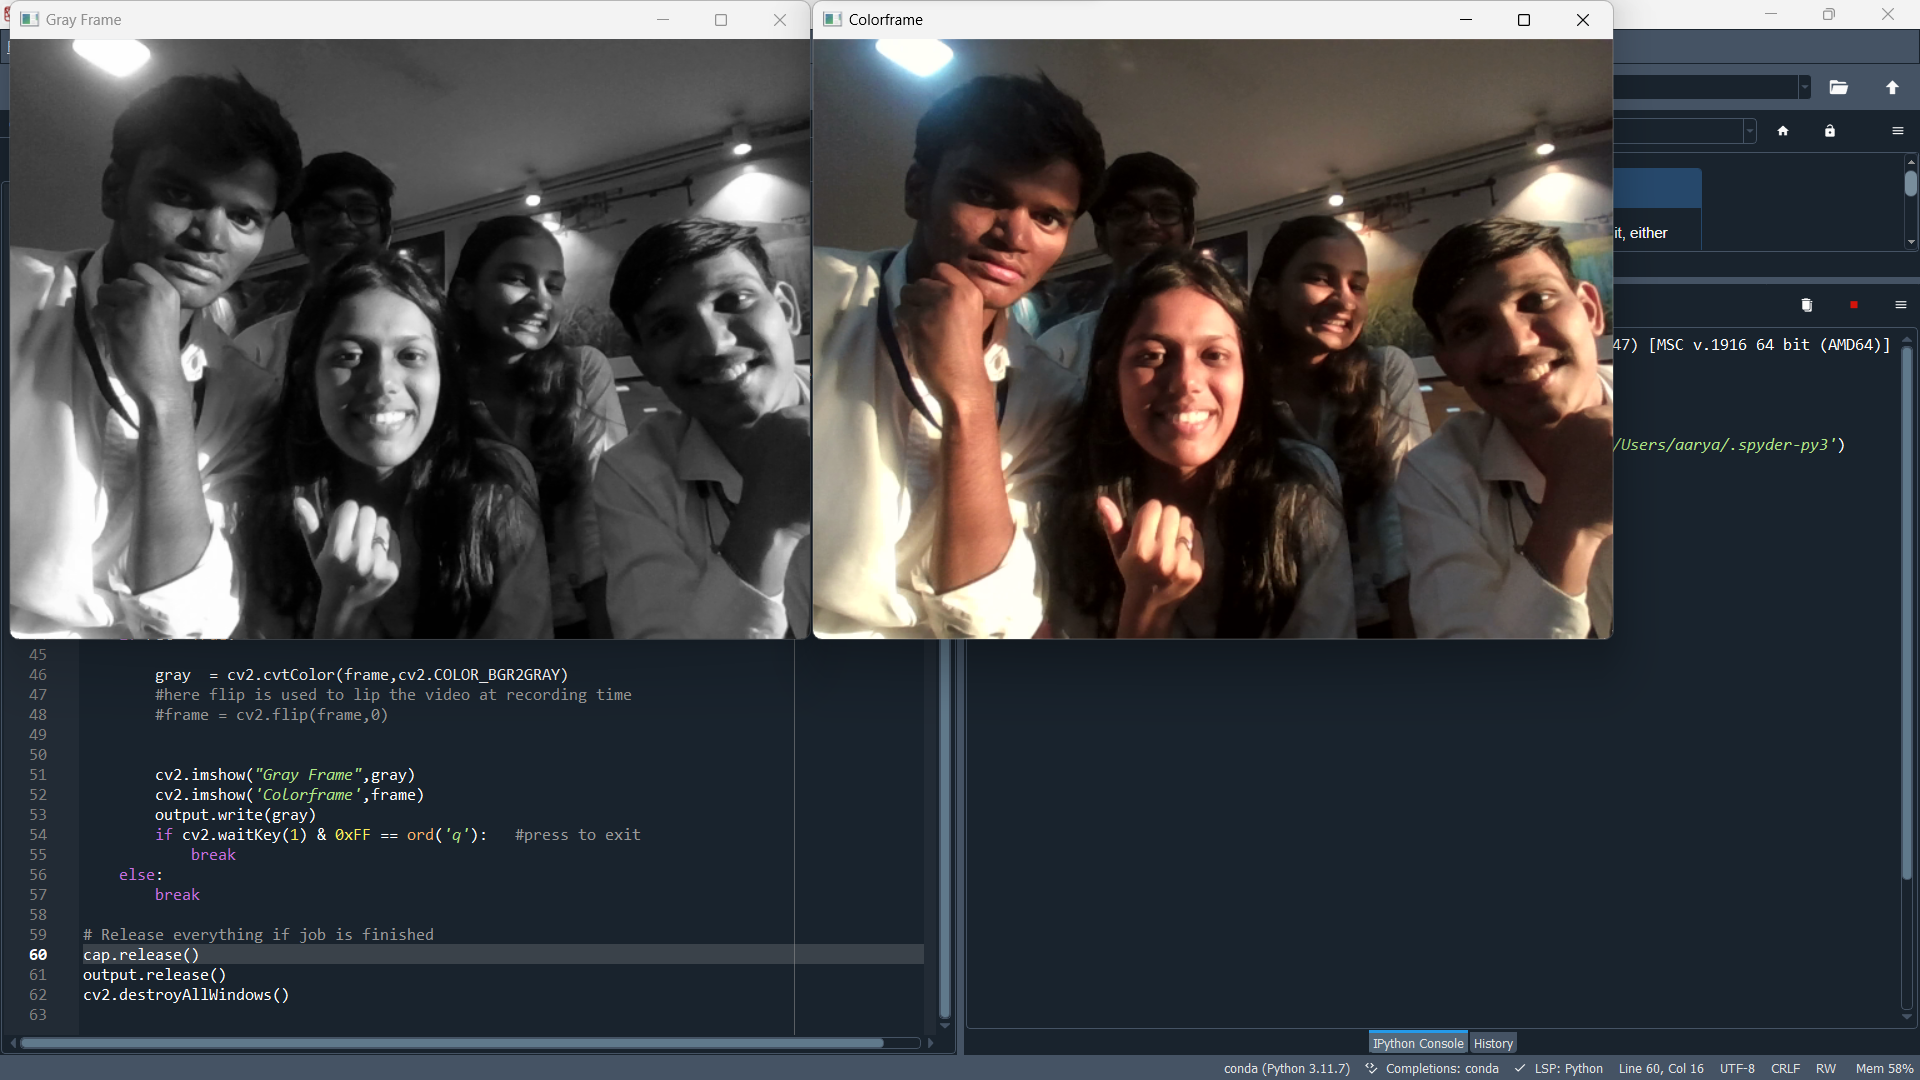 Gray Frame
Colorframe
it, either
47) [MSC v.1916 64 bit (AMD64)]
/Users/aarya/.spyder-py3')
45
46 gray  = cv2.cvtColor(frame,cv2.COLOR_BGR2GRAY)
47 #here flip is used to lip the video at recording time
48 #frame = cv2.flip(frame,0)
49
50
51 cv2.imshow("Gray Frame",gray)
52 cv2.imshow('Colorframe',frame)
53 output.write(gray)
54 if cv2.waitKey(1) & 0xFF == ord('q'):   #press to exit
55 break
56 else:
57 break
58
59 # Release everything if job is finished
60 cap.release()
61 output.release()
62 cv2.destroyAllWindows()
63
IPython Console History
conda (Python 3.11.7) Completions: conda LSP: Python Line 60, Col 16 UTF-8 CRLF RW Mem 58%